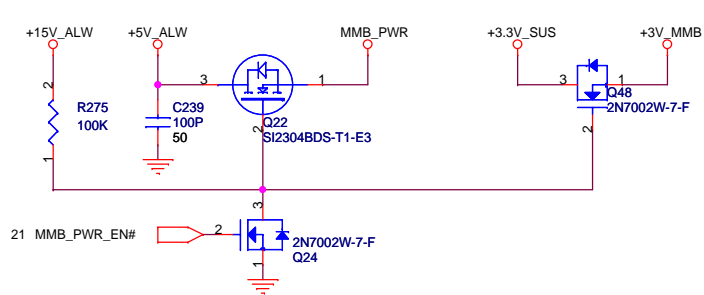 +15V_ALW +5V_ALW MMB_PWR +3.3V_SUS +3V_MMB
2 3 1 3 1
R275 C239 Q48
100K 100P 2N7002W-7-F
50 Q22
2 2
SI2304BDS-T1-E3
1
3
21 MMB_PWR_EN# 2
2N7002W-7-F
Q24
1